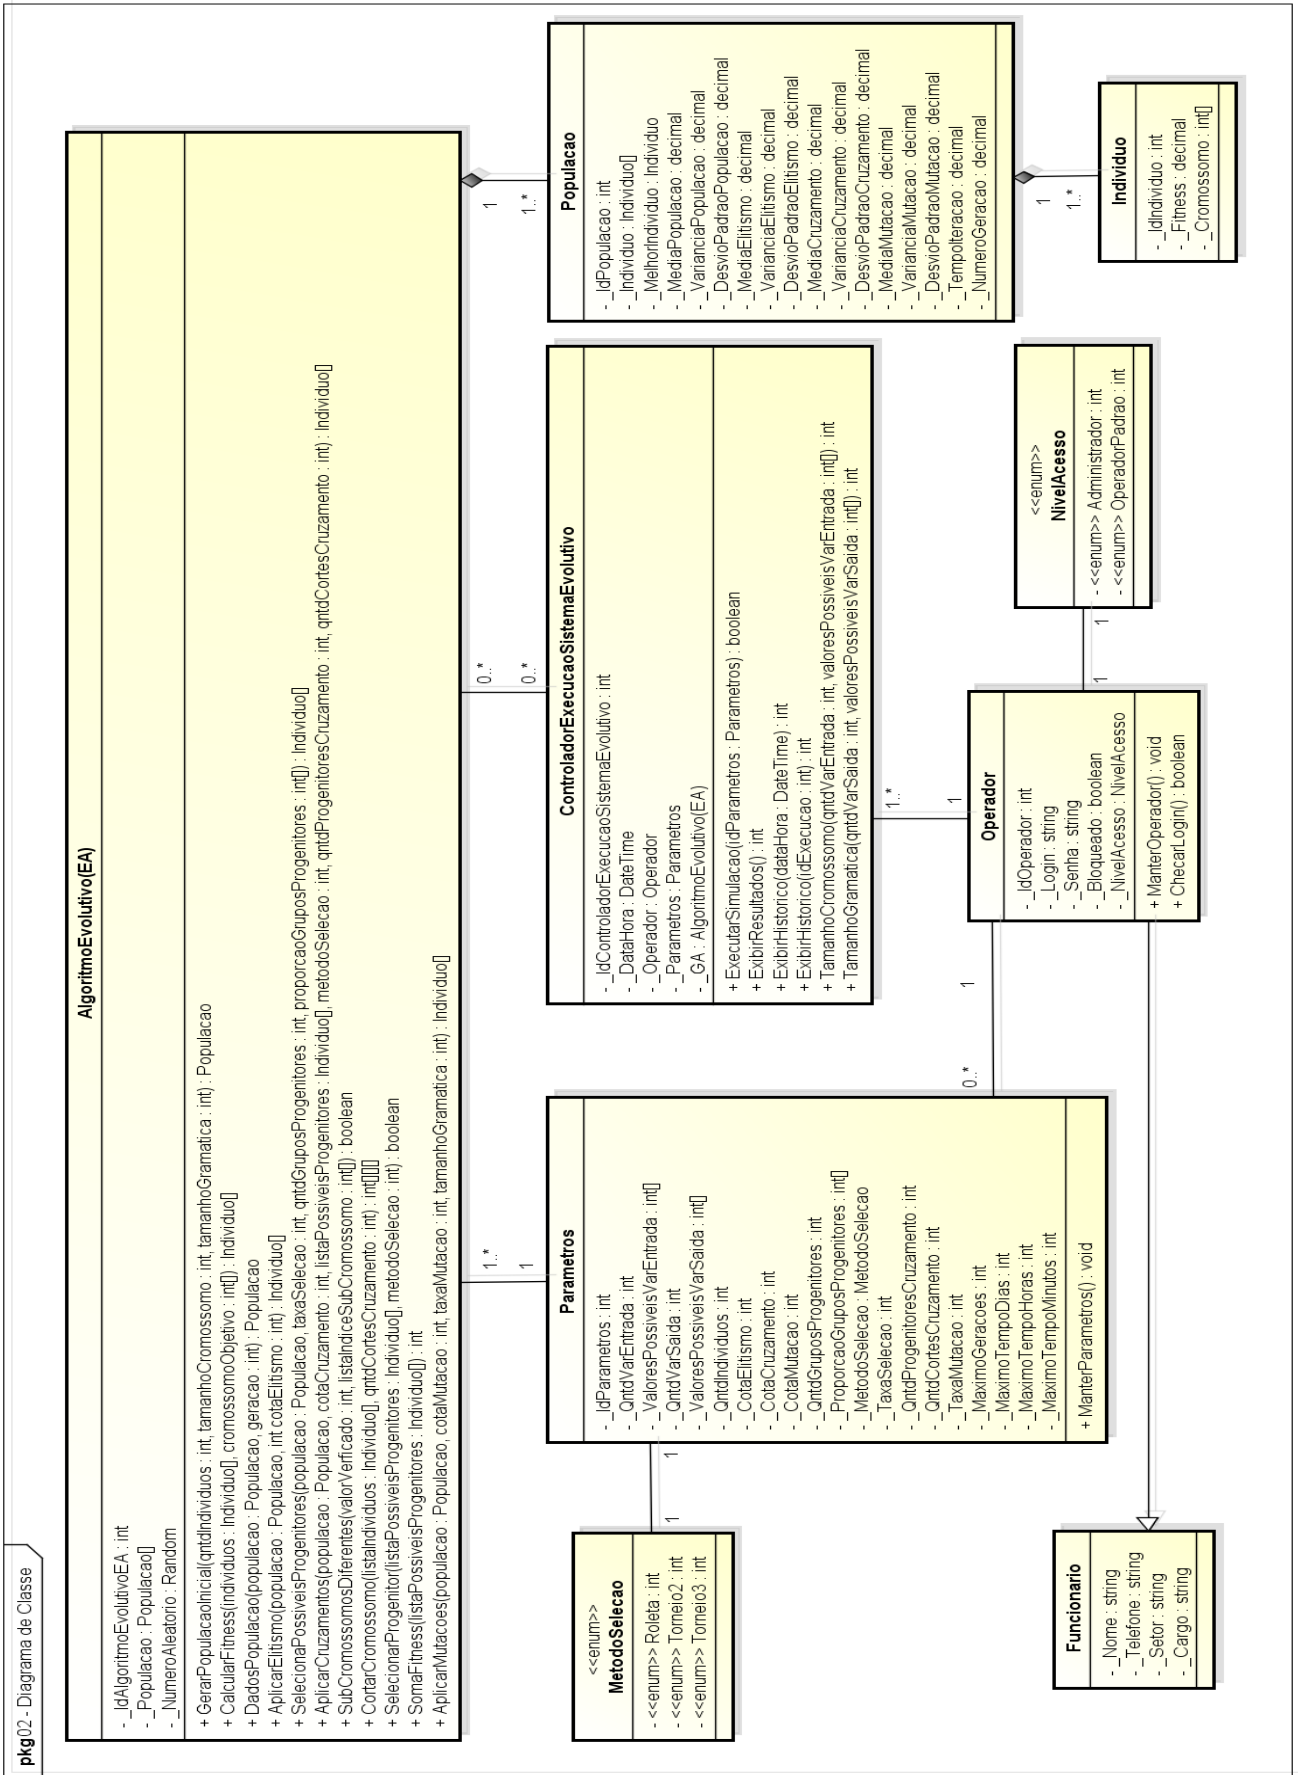 pkg02 - Diagrama de Classe
AlgoritmoEvolutivo(EA)
- _IdAlgoritmoEvolutivoEA : int
- _Populacao : Populacao[]
- _NumeroAleatorio : Random
+ GerarPopulacaoInicial(qntdIndividuos : int, tamanhoCromossomo : int, tamanhoGramatica : int) : Populacao
+ CalcularFitness(individuos : Individuo[], cromossomoObjetivo : int[]) : Individuo[]
+ DadosPopulacao(populacao : Populacao, geracao : int) : Populacao
+ AplicarElitismo(populacao : Populacao, int cotaElitismo : int) : Individuo[]
+ SelecionaPossiveisProgenitores(populacao : Populacao, taxaSelecao : int, qntdGruposProgenitores : int, proporcaoGruposProgenitores : int[]) : Individuo[]
+ AplicarCruzamentos(populacao : Populacao, cotaCruzamento : int, listaPossiveisProgenitores : Individuo[], metodoSelecao : int, qntdProgenitoresCruzamento : int, qntdCortesCruzamento : int) : Individuo[]
+ SubCromossomosDiferentes(valorVerficado : int, listaIndiceSubCromossomo : int[]) : boolean
+ CortarCromossomo(listaIndividuos : Individuo[], qntdCortesCruzamento : int) : int[][][]
+ SelecionarProgenitor(listaPossiveisProgenitores : Individuo[], metodoSelecao : int) : boolean
+ SomaFitness(listaPossiveisProgenitores : Individuo[]) : int
+ AplicarMutacoes(populacao : Populacao, cotaMutacao : int, taxaMutacao : int, tamanhoGramatica : int) : Individuo[]
1..*
1
0..*
0..*
1
1..*
<<enum>>
MetodoSelecao
- <<enum>> Roleta : int
- <<enum>> Torneio2 : int
- <<enum>> Torneio3 : int
1
1
Parametros
- _IdParametros : int
- _QntdVarEntrada : int
- _ValoresPossiveisVarEntrada : int[]
- _QntdVarSaida : int
- _ValoresPossiveisVarSaida : int[]
- _QntdIndividuos : int
- _CotaElitismo : int
- _CotaCruzamento : int
- _CotaMutacao : int
- _QntdGruposProgenitores : int
- _ProporcaoGruposProgenitores : int[]
- _MetodoSelecao : MetodoSelecao
- _TaxaSelecao : int
- _QntdProgenitoresCruzamento : int
- _QntdCortesCruzamento : int
- _TaxaMutacao : int
- _MaximoGeracoes : int
- _MaximoTempoDias : int
- _MaximoTempoHoras : int
- _MaximoTempoMinutos : int
+ ManterParametros() : void
0..*
1
ControladorExecucaoSistemaEvolutivo
- _IdControladorExecucaoSistemaEvolutivo : int
- _DataHora : DateTime
- _Operador : Operador
- _Parametros : Parametros
- _GA : AlgoritmoEvolutivo(EA)
+ ExecutarSimulacao(idParametros : Parametros) : boolean
+ ExibirResultados() : int
+ ExibirHistorico(dataHora : DateTime) : int
+ ExibirHistorico(idExecucao : int) : int
+ TamanhoCromossomo(qntdVarEntrada : int, valoresPossiveisVarEntrada : int[]) : int
+ TamanhoGramatica(qntdVarSaida : int, valoresPossiveisVarSaida : int[]) : int
1..*
1
Populacao
- _IdPopulacao : int
- _Individuo : Individuo[]
- _MelhorIndividuo : Individuo
- _MediaPopulacao : decimal
- _VarianciaPopulacao : decimal
- _DesvioPadraoPopulacao : decimal
- _MediaElitismo : decimal
- _VarianciaElitismo : decimal
- _DesvioPadraoElitismo : decimal
- _MediaCruzamento : decimal
- _VarianciaCruzamento : decimal
- _DesvioPadraoCruzamento : decimal
- _MediaMutacao : decimal
- _VarianciaMutacao : decimal
- _DesvioPadraoMutacao : decimal
- _TempoIteracao : decimal
- _NumeroGeracao : decimal
1
1..*
Funcionario
- _Nome : string
- _Telefone : string
- _Setor : string
- _Cargo : string
Operador
- _IdOperador : int
- _Login : string
- _Senha : string
- _Bloqueado : boolean
- _NivelAcesso : NivelAcesso
+ ManterOperador() : void
+ ChecarLogin() : boolean
1
1
<<enum>>
NivelAcesso
- <<enum>> Administrador : int
- <<enum>> OperadorPadrao : int
Individuo
- _IdIndividuo : int
- _Fitness : decimal
- _Cromossomo : int[]